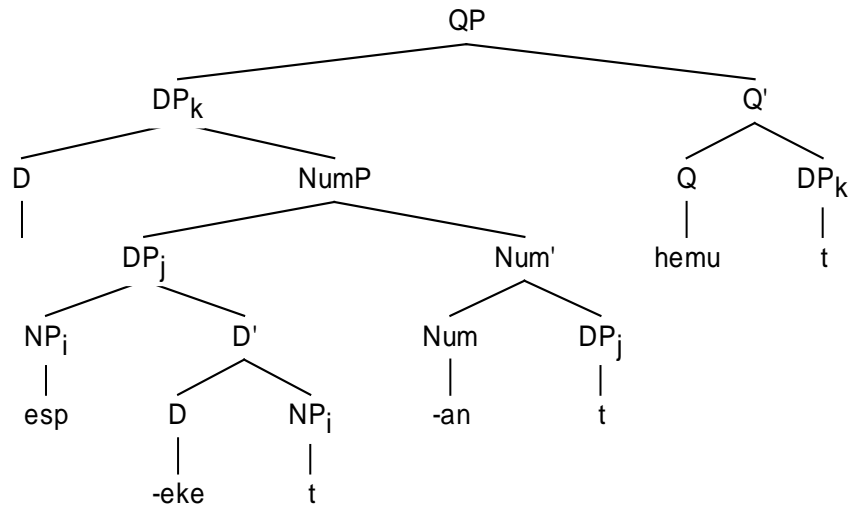 QP
DPk Q'
D NumP Q DPk
DPj Num' hemu t
NPi D' Num DPj
esp D NPi -an t
-eke t